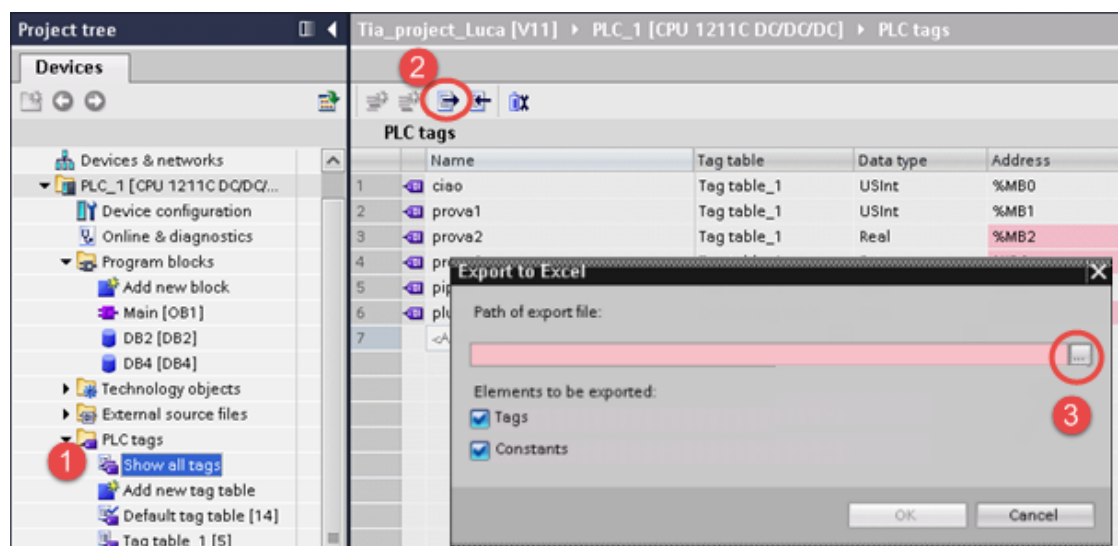 Project tree
Tia_project_Luca [V11] ▸ PLC_1 [CPU 1211C DC/DC/DC] ▸ PLC tags
Devices
2
PLC tags
Name Tag table Data type Address
Devices & networks
PLC_1 [CPU 1211C DC/DC/...
Device configuration
Online & diagnostics
Program blocks
Add new block
Main [OB1]
DB2 [DB2]
DB4 [DB4]
Technology objects
External source files
PLC tags
1
Show all tags
Add new tag table
Default tag table [14]
Tag table_1 [5]
1 ciao Tag table_1 USInt %MB0
2 prova1 Tag table_1 USInt %MB1
3 prova2 Tag table_1 Real %MB2
4 pr
5 pip
6 plu
7 <A
Export to Excel
Path of export file:
...
3
Elements to be exported:
Tags
Constants
OK Cancel